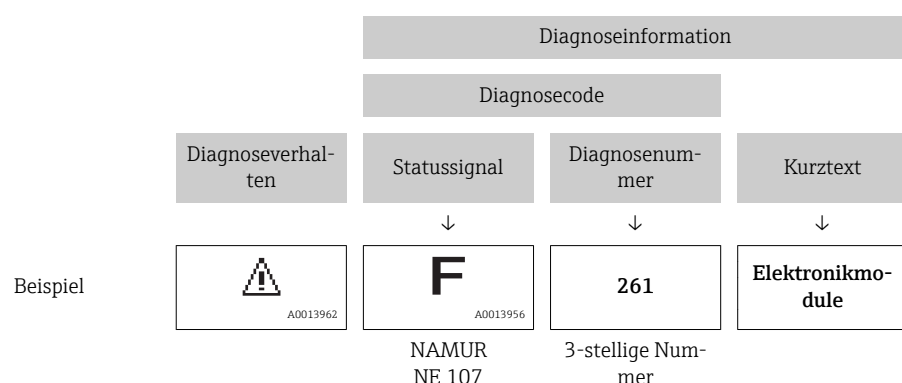 Diagnoseinformation
Diagnosecode
Diagnoseverhal-
ten
Statussignal
Diagnosenum-
mer
Kurztext
↓ ↓ ↓
Beispiel
A0013962
F
A0013956
261
Elektronikmo-
dule
NAMUR
NE 107
3-stellige Num-
mer